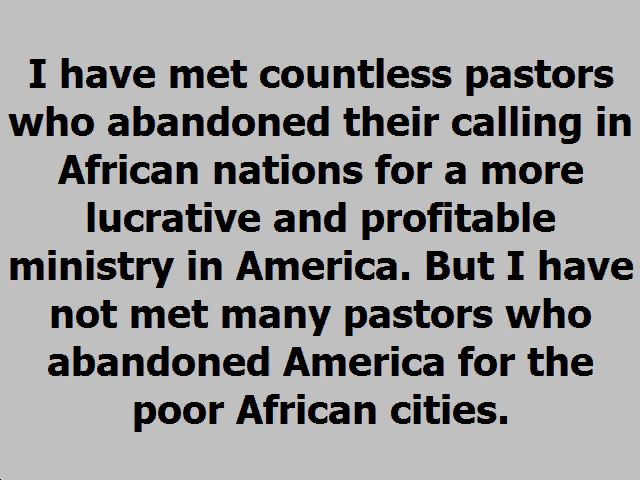 I have met countless pastors
who abandoned their calling in
African nations for a more
lucrative and profitable
ministry in America. But I have
not met many pastors who
abandoned America for the
poor African cities.